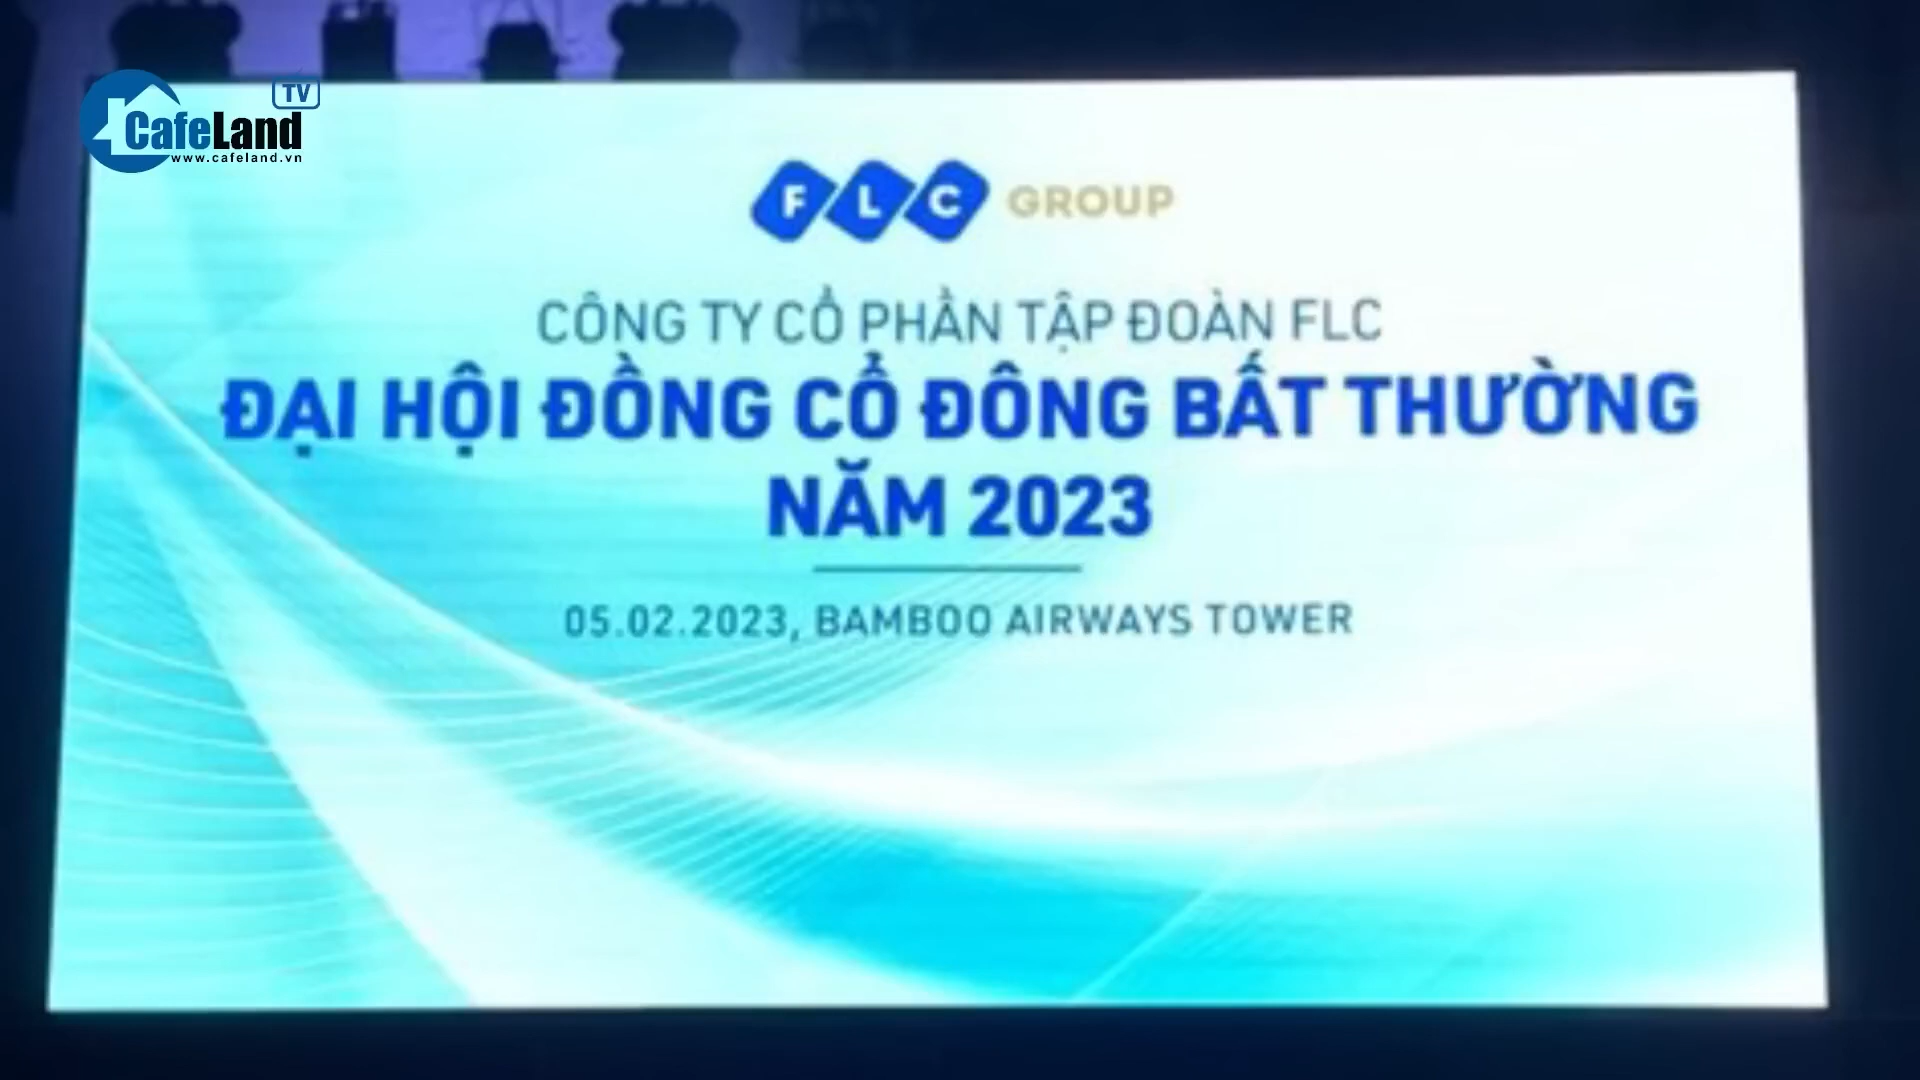 TV
CafeLand
www.cafeland.vn
FLC GROUP
CÔNG TY CỔ PHẦN TẬP ĐOÀN FLC
ĐẠI HỘI ĐỒNG CỔ ĐÔNG BẤT THƯỜNG
NĂM 2023
05.02.2023, BAMBOO AIRWAYS TOWER